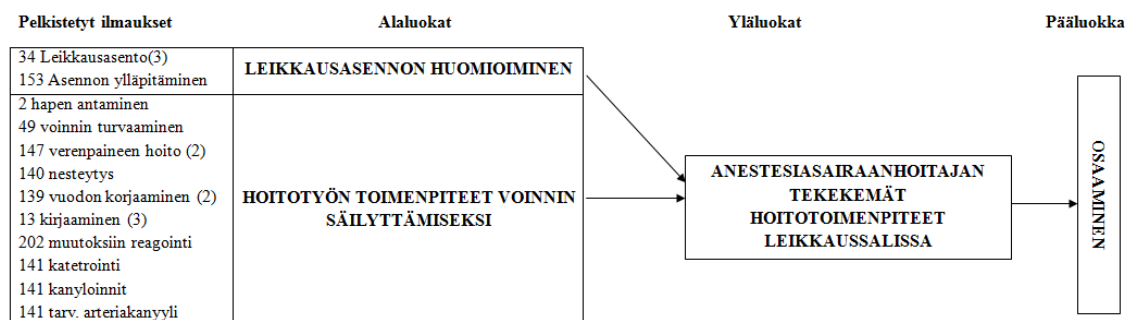 Pelkistetyt ilmaukset Alaluokat Yläluokat Pääluokka
34 Leikkausasento(3)
153 Asennon ylläpitäminen
LEIKKAUSASENNON HUOMIOIMINEN
2 hapen antaminen
49 voinnin turvaaminen
147 verenpaineen hoito (2)
140 nesteytys
139 vuodon korjaaminen (2)
13 kirjaaminen (3)
202 muutoksiin reagointi
141 katetrointi
141 kanyloinnit
141 tarv. arteriakanyyli
HOITOTYÖN TOIMENPITEET VOINNIN
SÄILYTTÄMISEKSI
ANESTESIASAIRAANHOITAJAN
TEKEKEMÄT
HOITOTOIMENPITEET
LEIKKAUSSALISSA
OSAAMINEN